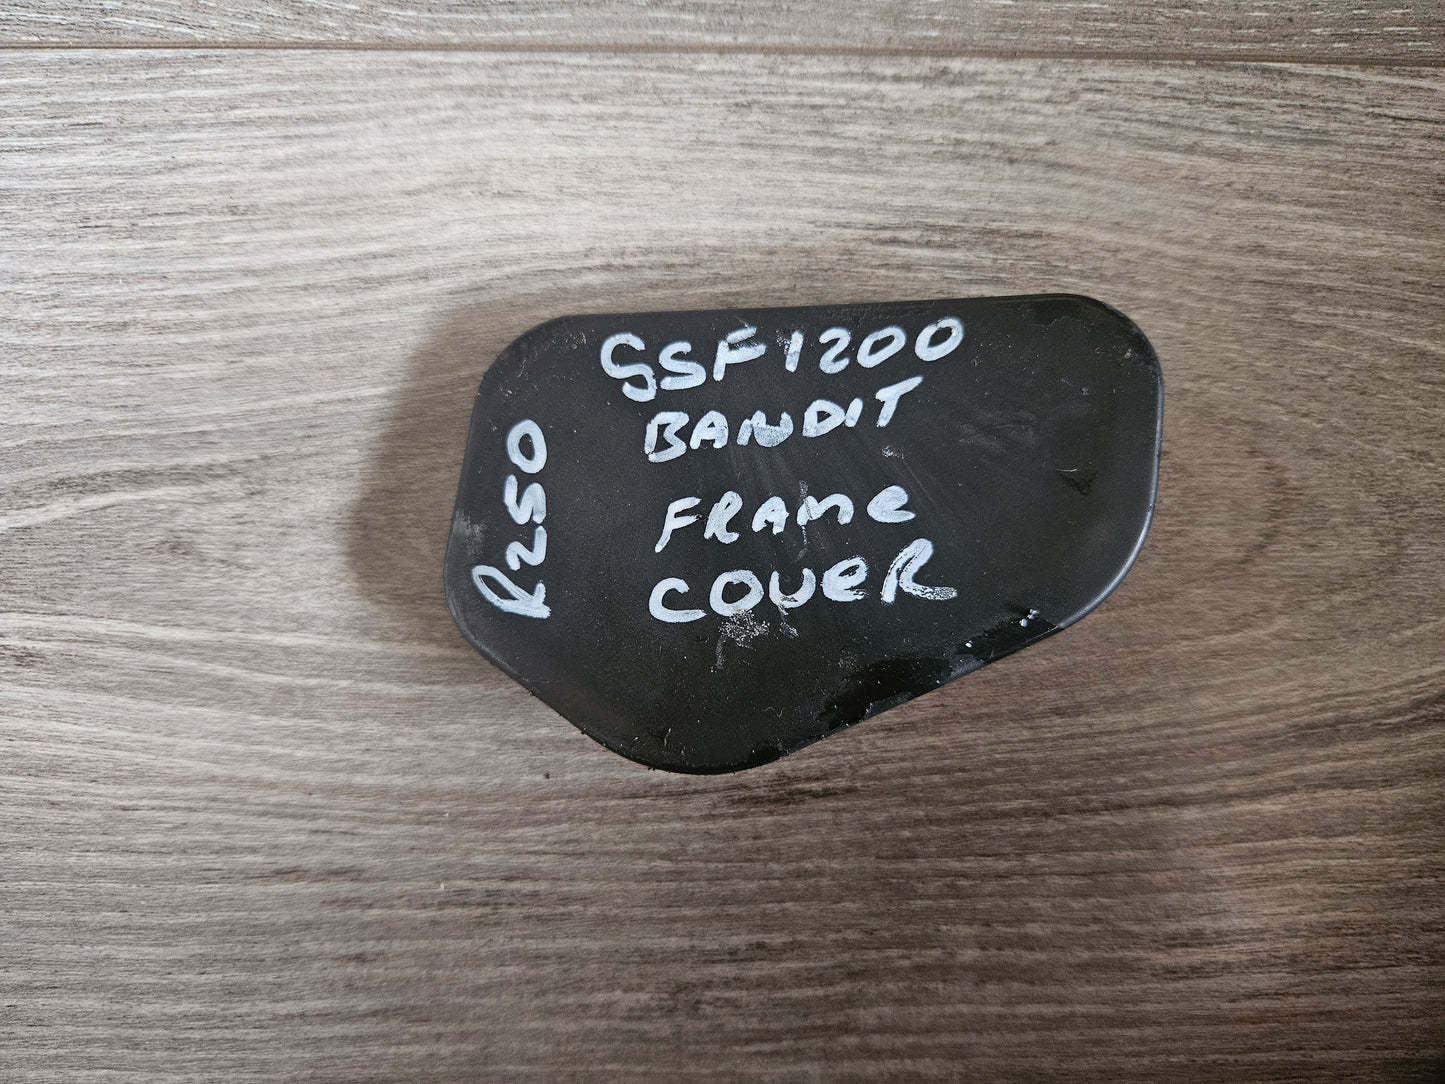 GSF1200
BANDIT
FRAME
COVER
R250